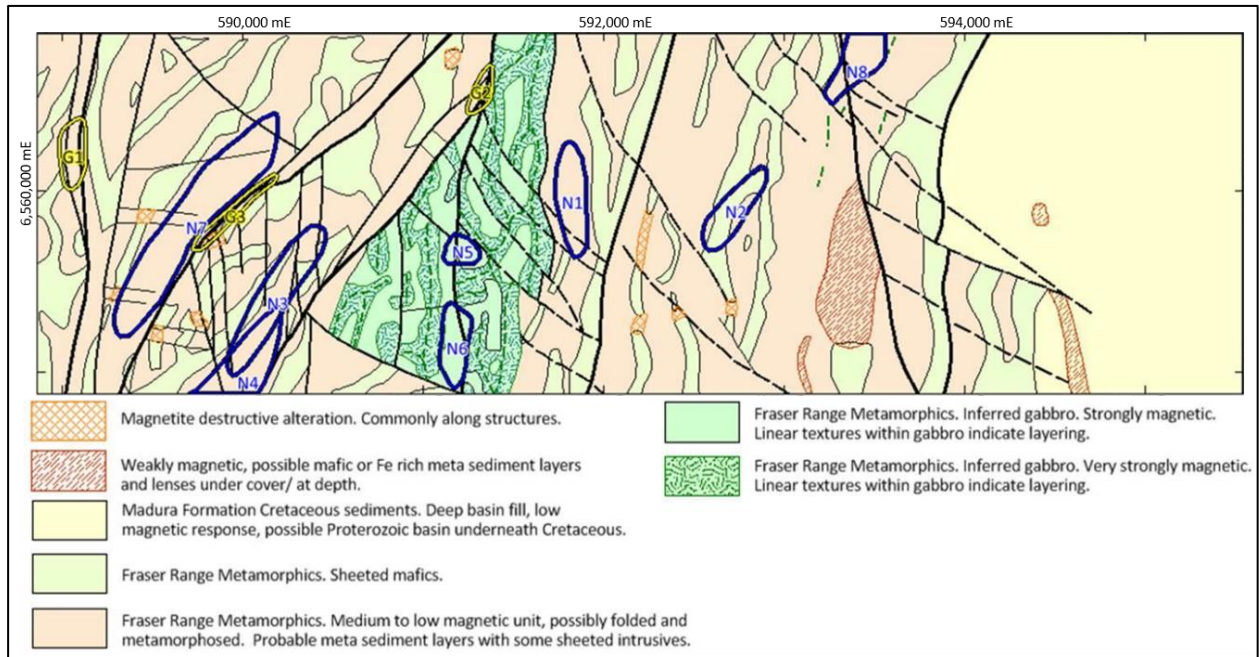 590,000 mE
592,000 mE
594,000 mE
6,560,000 mE
G1
G2
N8
N7
G3
N1
N2
N5
N3
N6
N4
Magnetite destructive alteration. Commonly along structures.
Weakly magnetic, possible mafic or Fe rich meta sediment layers
and lenses under cover/ at depth.
Madura Formation Cretaceous sediments. Deep basin fill, low
magnetic response, possible Proterozoic basin underneath Cretaceous.
Fraser Range Metamorphics. Sheeted mafics.
Fraser Range Metamorphics. Medium to low magnetic unit, possibly folded and
metamorphosed. Probable meta sediment layers with some sheeted intrusives.
Fraser Range Metamorphics. Inferred gabbro. Strongly magnetic.
Linear textures within gabbro indicate layering.
Fraser Range Metamorphics. Inferred gabbro. Very strongly magnetic.
Linear textures within gabbro indicate layering.